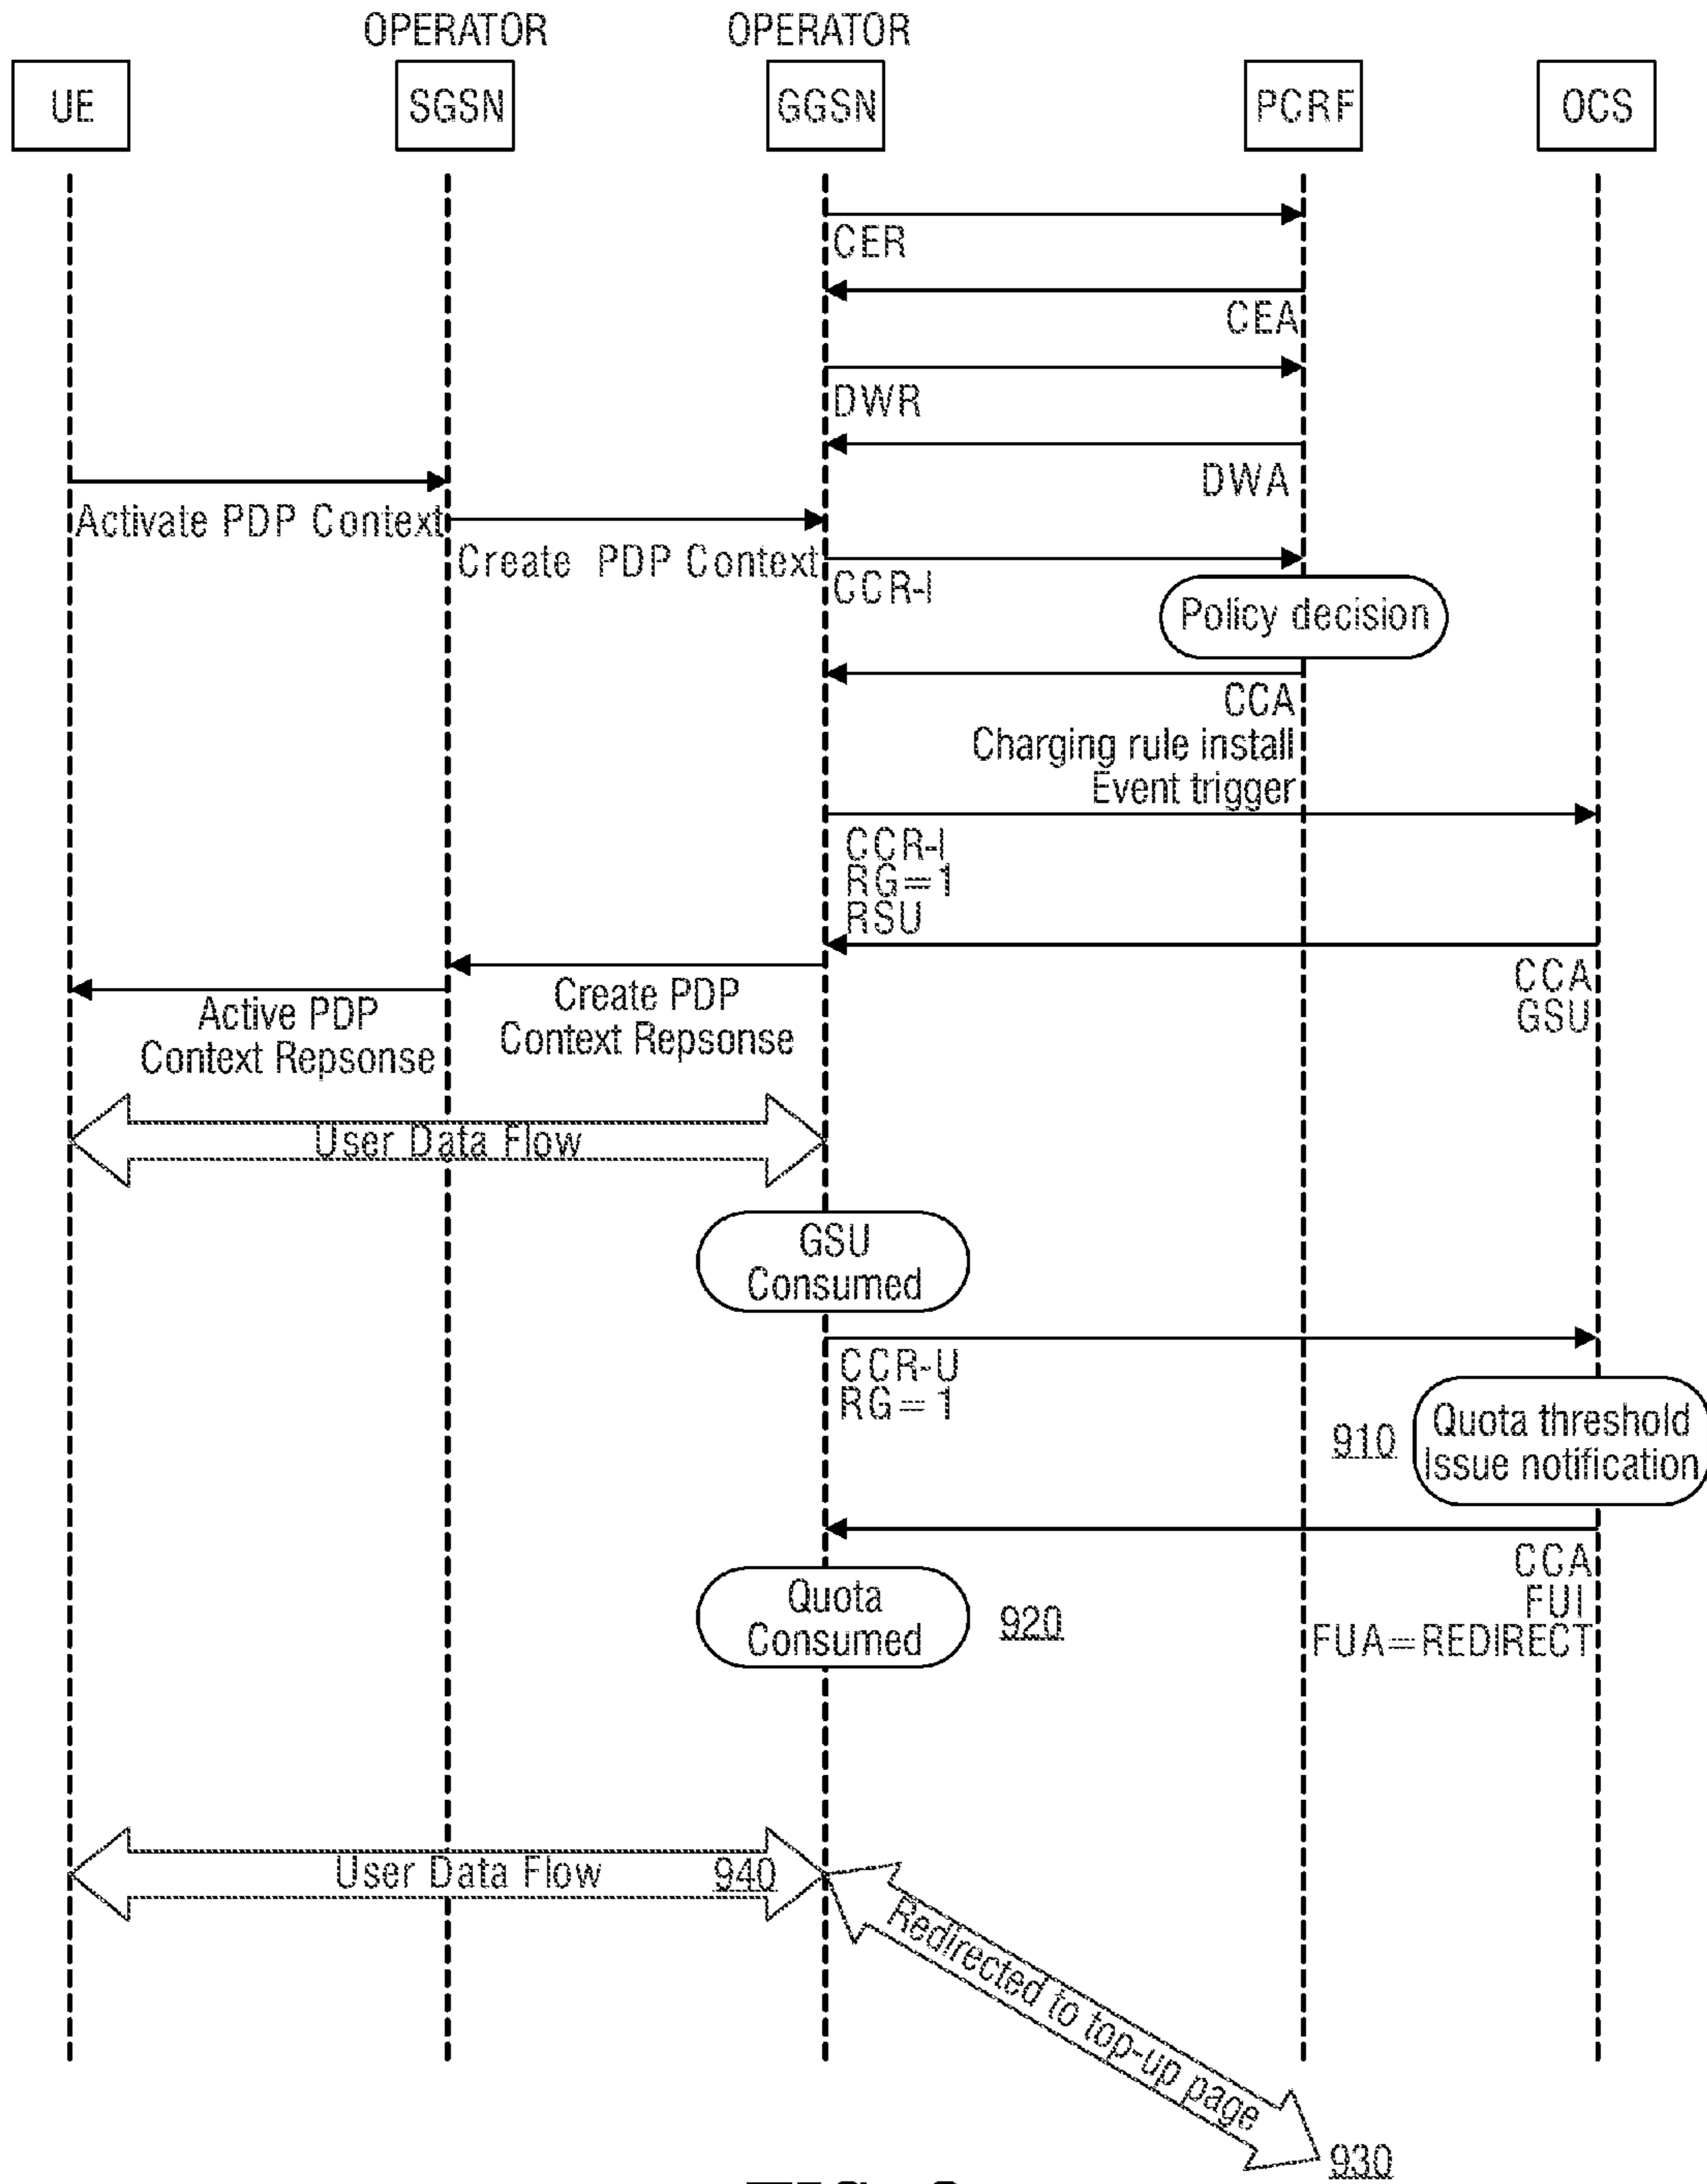 OPERATOR
OPERATOR
UE
SGSN
GGSN
PCRF
OCS
CER
CEA
DWR
DWA
Activate PDP Context
Create PDP Context
CCR-I
Policy decision
CCA
Charging rule install
Event trigger
CCR-I
RG=1
RSU
CCA
GSU
Create PDP
Context Repsonse
Active PDP
Context Repsonse
User Data Flow
GSU
Consumed
CCR-U
RG=1
910
Quota threshold
Issue notification
CCA
FUI
FUA=REDIRECT
Quota
Consumed
920
User Data Flow
940
Redirected to top-up page
930